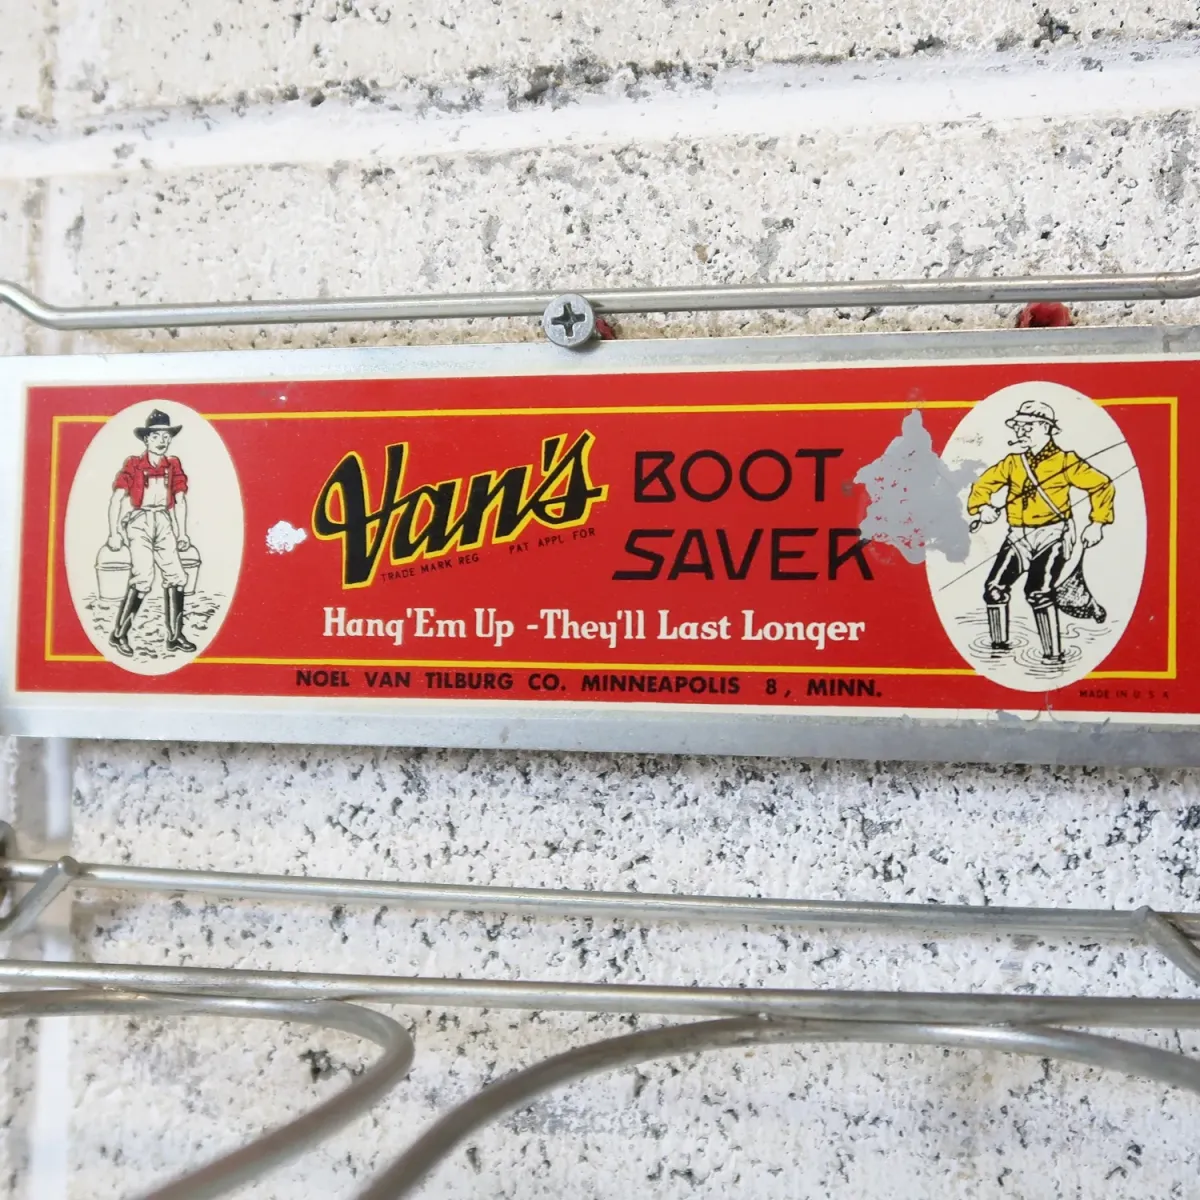 Van's
TRADE MARK REG PAT APPL FOR
BOOT
SAVER
Hang 'Em Up - They'll Last Longer
NOEL VAN TILBURG CO. MINNEAPOLIS 8, MINN.
MADE IN U S A